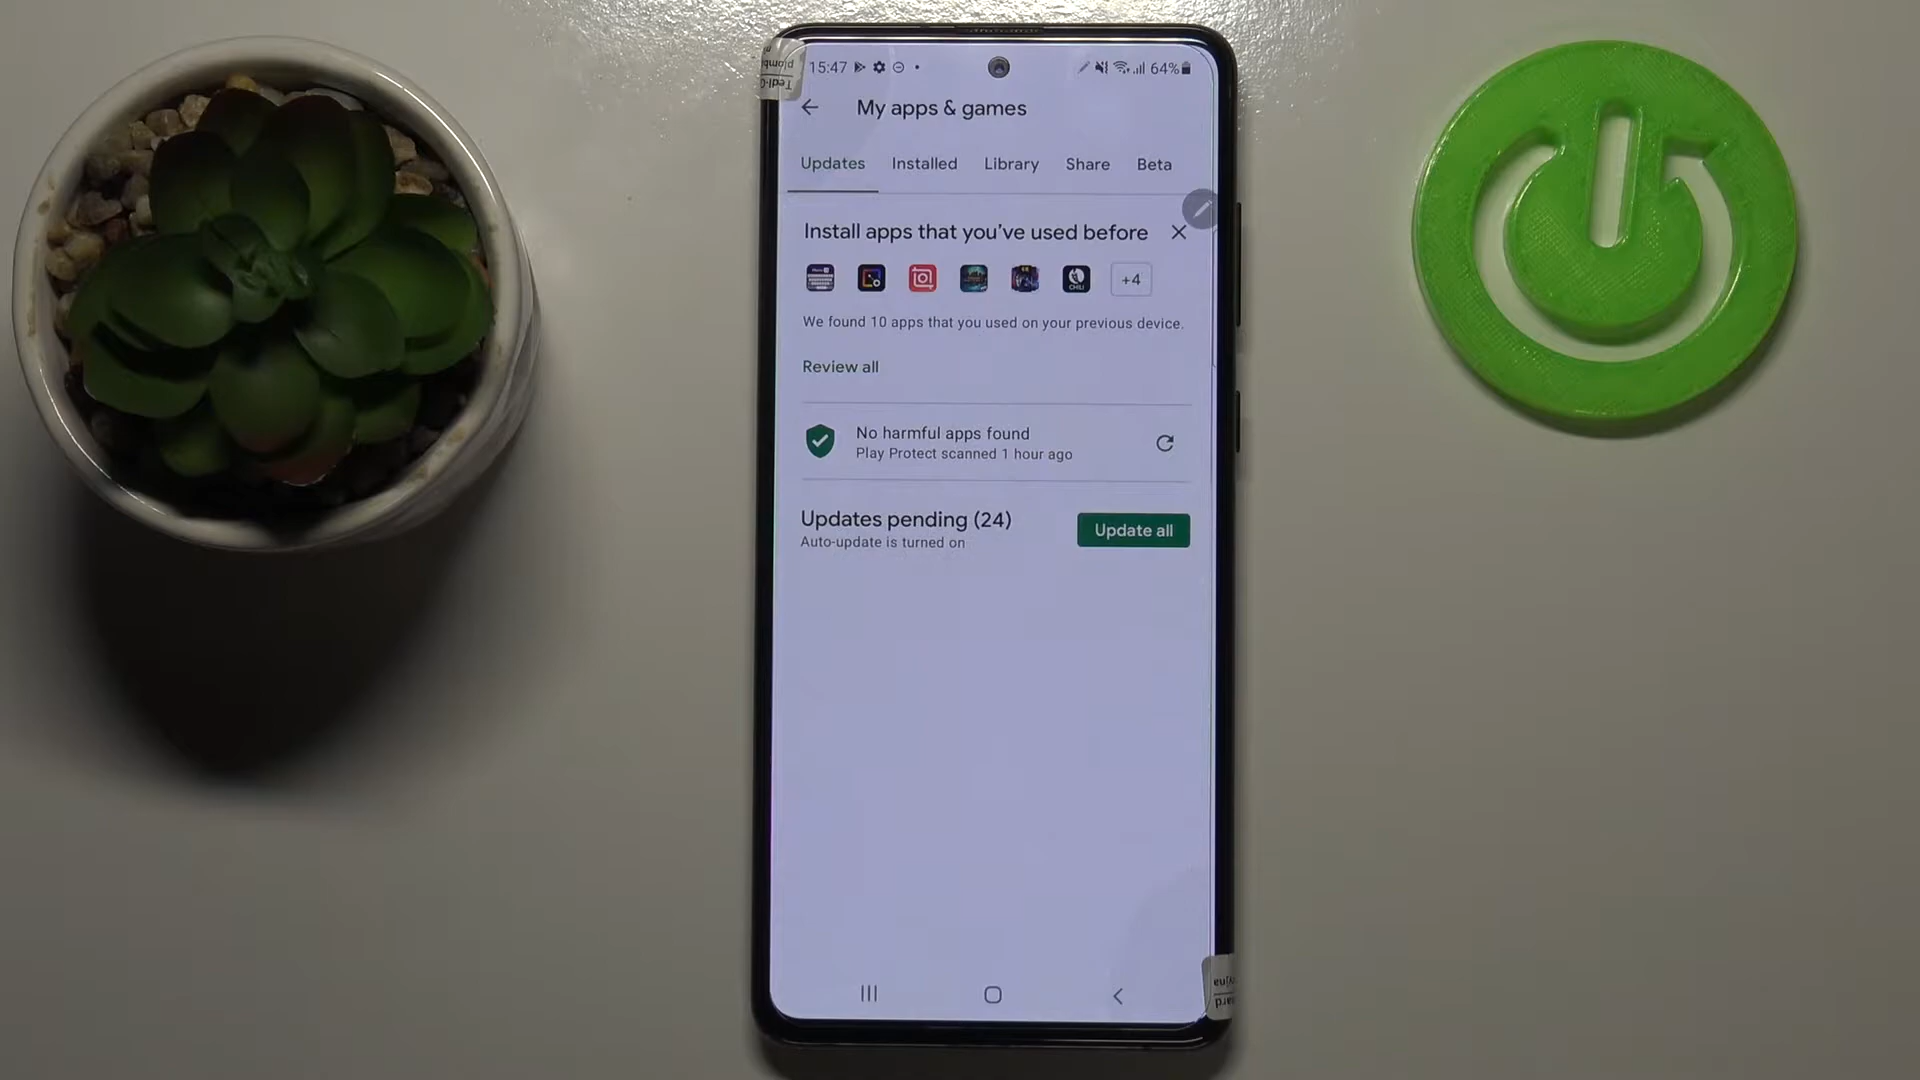 15:47 64%
My apps & games
Updates Installed Library Share Beta
Install apps that you've used before
CHILI +4
We found 10 apps that you used on your previous device.
Review all
No harmful apps found
Play Protect scanned 1 hour ago
Updates pending (24)
Auto-update is turned on
Update all